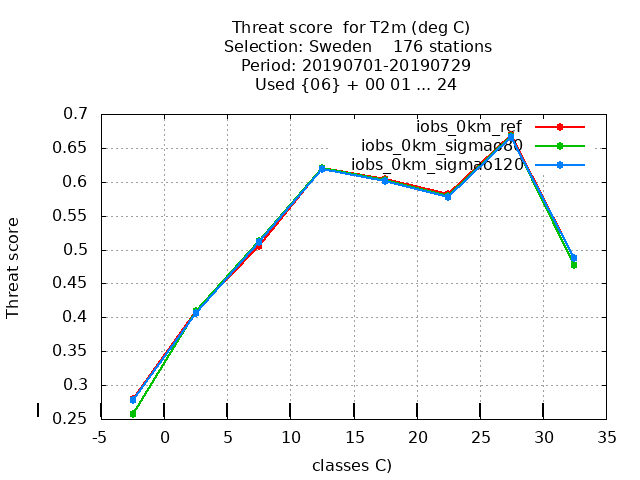 Threat score for T2m (deg C)
Selection: Sweden 176 stations
Period: 20190701-20190729
Used {06} + 00 01 ... 24
0.7
iobs_0km_ref
0.65
iobs_0km_sigmao80
iobs_0km_sigmao120
0.6
0.55
0.5
0.45
0.4
0.35
0.3
0.25
Threat score
-5 0 5 10 15 20 25 30 35
classes C)